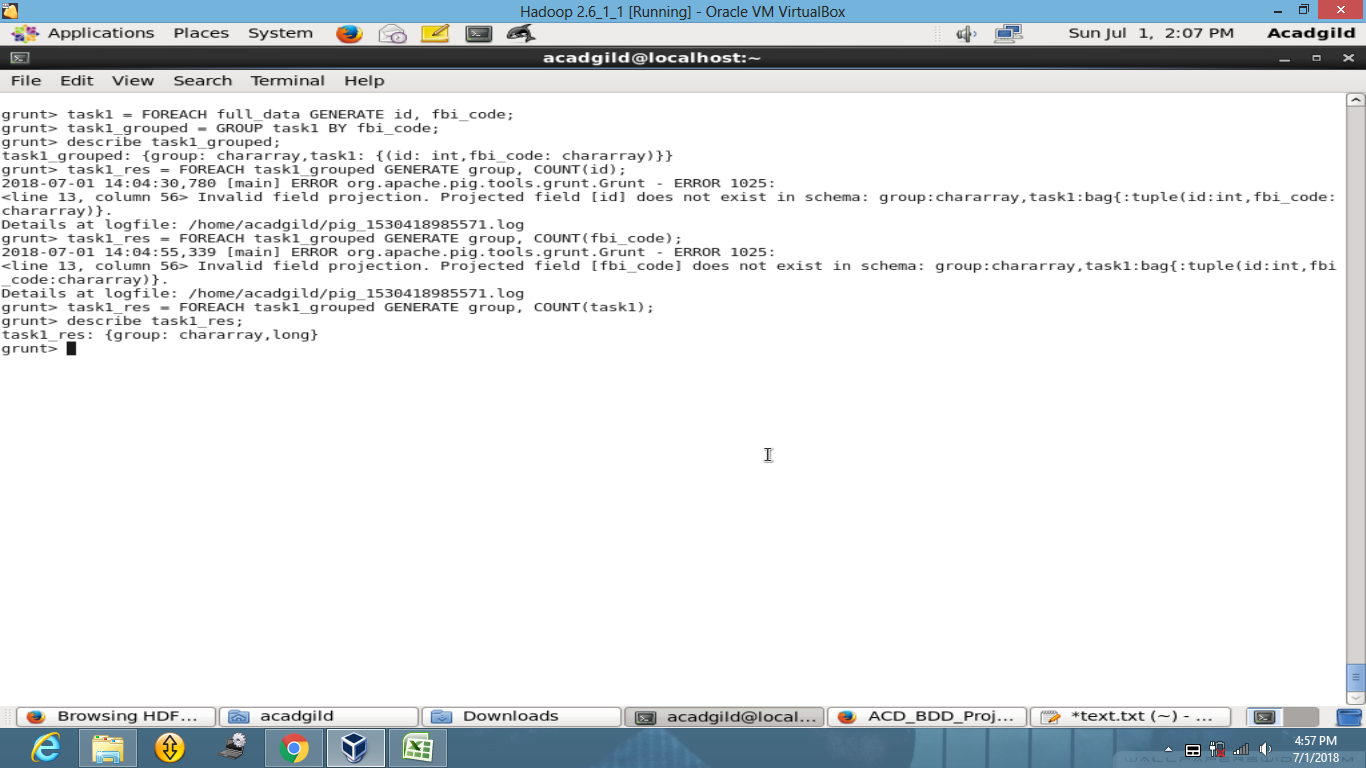 Hadoop 2.6_1_1 [Running] - Oracle VM VirtualBox
Applications Places System Sun Jul 1, 2:07 PM Acadgild
acadgild@localhost:~
File Edit View Search Terminal Help
grunt> task1 = FOREACH full_data GENERATE id, fbi_code;
grunt> task1_grouped = GROUP task1 BY fbi_code;
grunt> describe task1_grouped;
task1_grouped: {group: chararray,task1: {(id: int,fbi_code: chararray)}}
grunt> task1_res = FOREACH task1_grouped GENERATE group, COUNT(id);
2018-07-01 14:04:30,780 [main] ERROR org.apache.pig.tools.grunt.Grunt - ERROR 1025:
<line 13, column 56> Invalid field projection. Projected field [id] does not exist in schema: group:chararray,task1:bag{:tuple(id:int,fbi_code:
chararray)}.
Details at logfile: /home/acadgild/pig_1530418985571.log
grunt> task1_res = FOREACH task1_grouped GENERATE group, COUNT(fbi_code);
2018-07-01 14:04:55,339 [main] ERROR org.apache.pig.tools.grunt.Grunt - ERROR 1025:
<line 13, column 56> Invalid field projection. Projected field [fbi_code] does not exist in schema: group:chararray,task1:bag{:tuple(id:int,fbi
_code:chararray)}.
Details at logfile: /home/acadgild/pig_1530418985571.log
grunt> task1_res = FOREACH task1_grouped GENERATE group, COUNT(task1);
grunt> describe task1_res;
task1_res: {group: chararray,long}
grunt>
Browsing HDF... acadgild Downloads acadgild@local... ACD_BDD_Proj... *text.txt (~) - ...
4:57 PM
7/1/2018